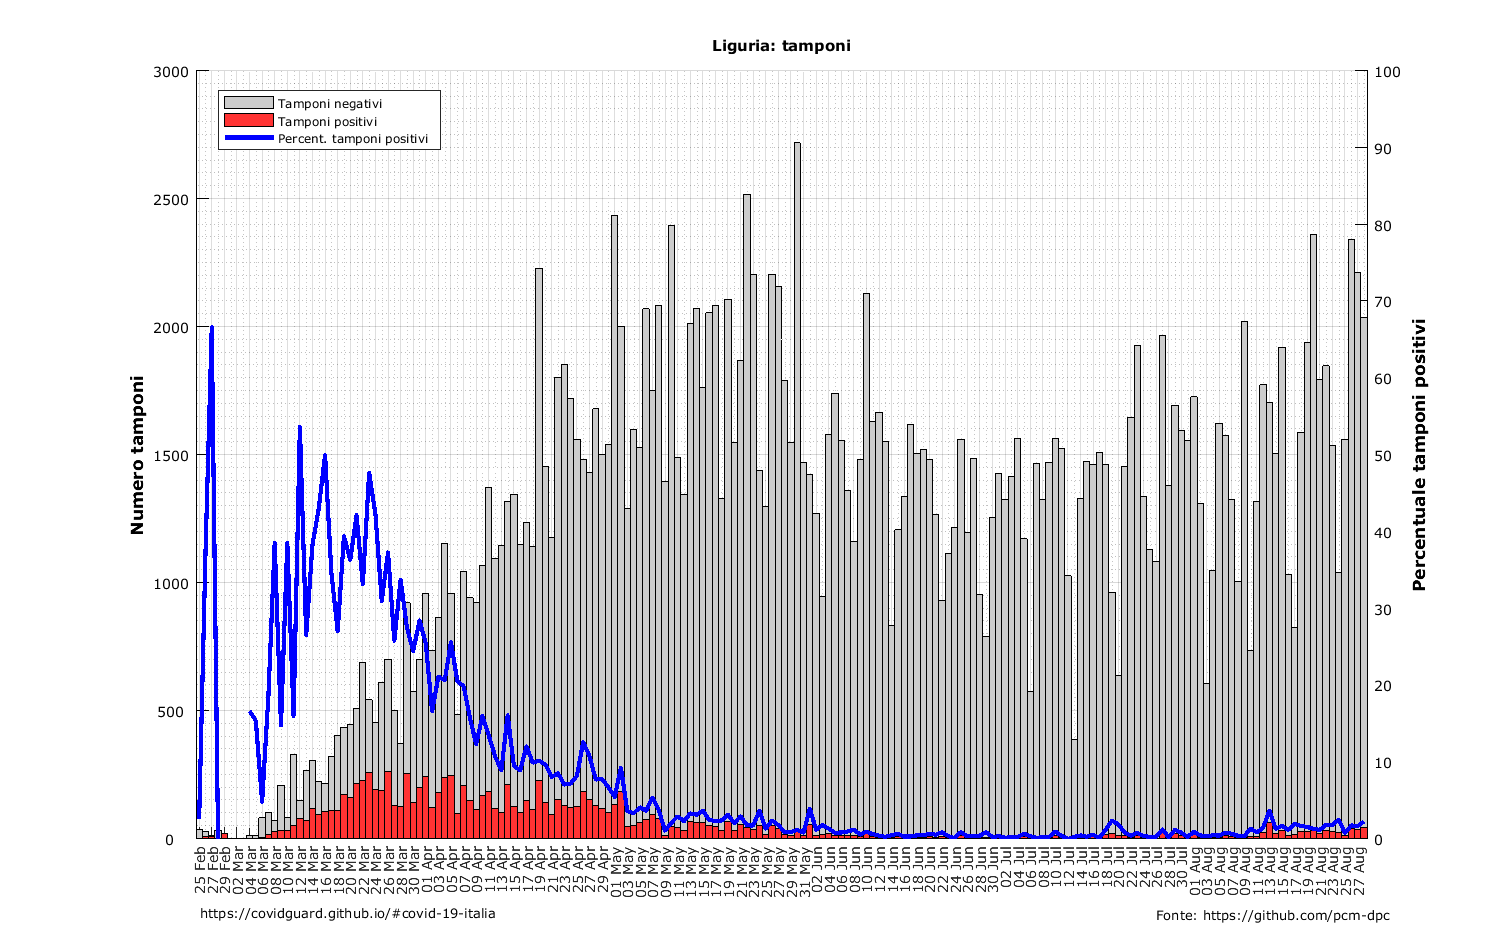 Liguria: tamponi
3000
2500
2000
1500
1000
500
0
Numero tamponi
Tamponi negativi
Tamponi positivi
Percent. tamponi positivi
100
90
80
70
60
50
40
30
20
10
0
Percentuale tamponi positivi
25 Feb
27 Feb
29 Feb
02 Mar
04 Mar
06 Mar
08 Mar
10 Mar
12 Mar
14 Mar
16 Mar
18 Mar
20 Mar
22 Mar
24 Mar
26 Mar
28 Mar
30 Mar
01 Apr
03 Apr
05 Apr
07 Apr
09 Apr
11 Apr
13 Apr
15 Apr
17 Apr
19 Apr
21 Apr
23 Apr
25 Apr
27 Apr
29 Apr
01 May
03 May
05 May
07 May
09 May
11 May
13 May
15 May
17 May
19 May
21 May
23 May
25 May
27 May
29 May
31 May
02 Jun
04 Jun
06 Jun
08 Jun
10 Jun
12 Jun
14 Jun
16 Jun
18 Jun
20 Jun
22 Jun
24 Jun
26 Jun
28 Jun
30 Jun
02 Jul
04 Jul
06 Jul
08 Jul
10 Jul
12 Jul
14 Jul
16 Jul
18 Jul
20 Jul
22 Jul
24 Jul
26 Jul
28 Jul
30 Jul
01 Aug
03 Aug
05 Aug
07 Aug
09 Aug
11 Aug
13 Aug
15 Aug
17 Aug
19 Aug
21 Aug
23 Aug
25 Aug
27 Aug
https://covidguard.github.io/#covid-19-italia
Fonte: https://github.com/pcm-dpc